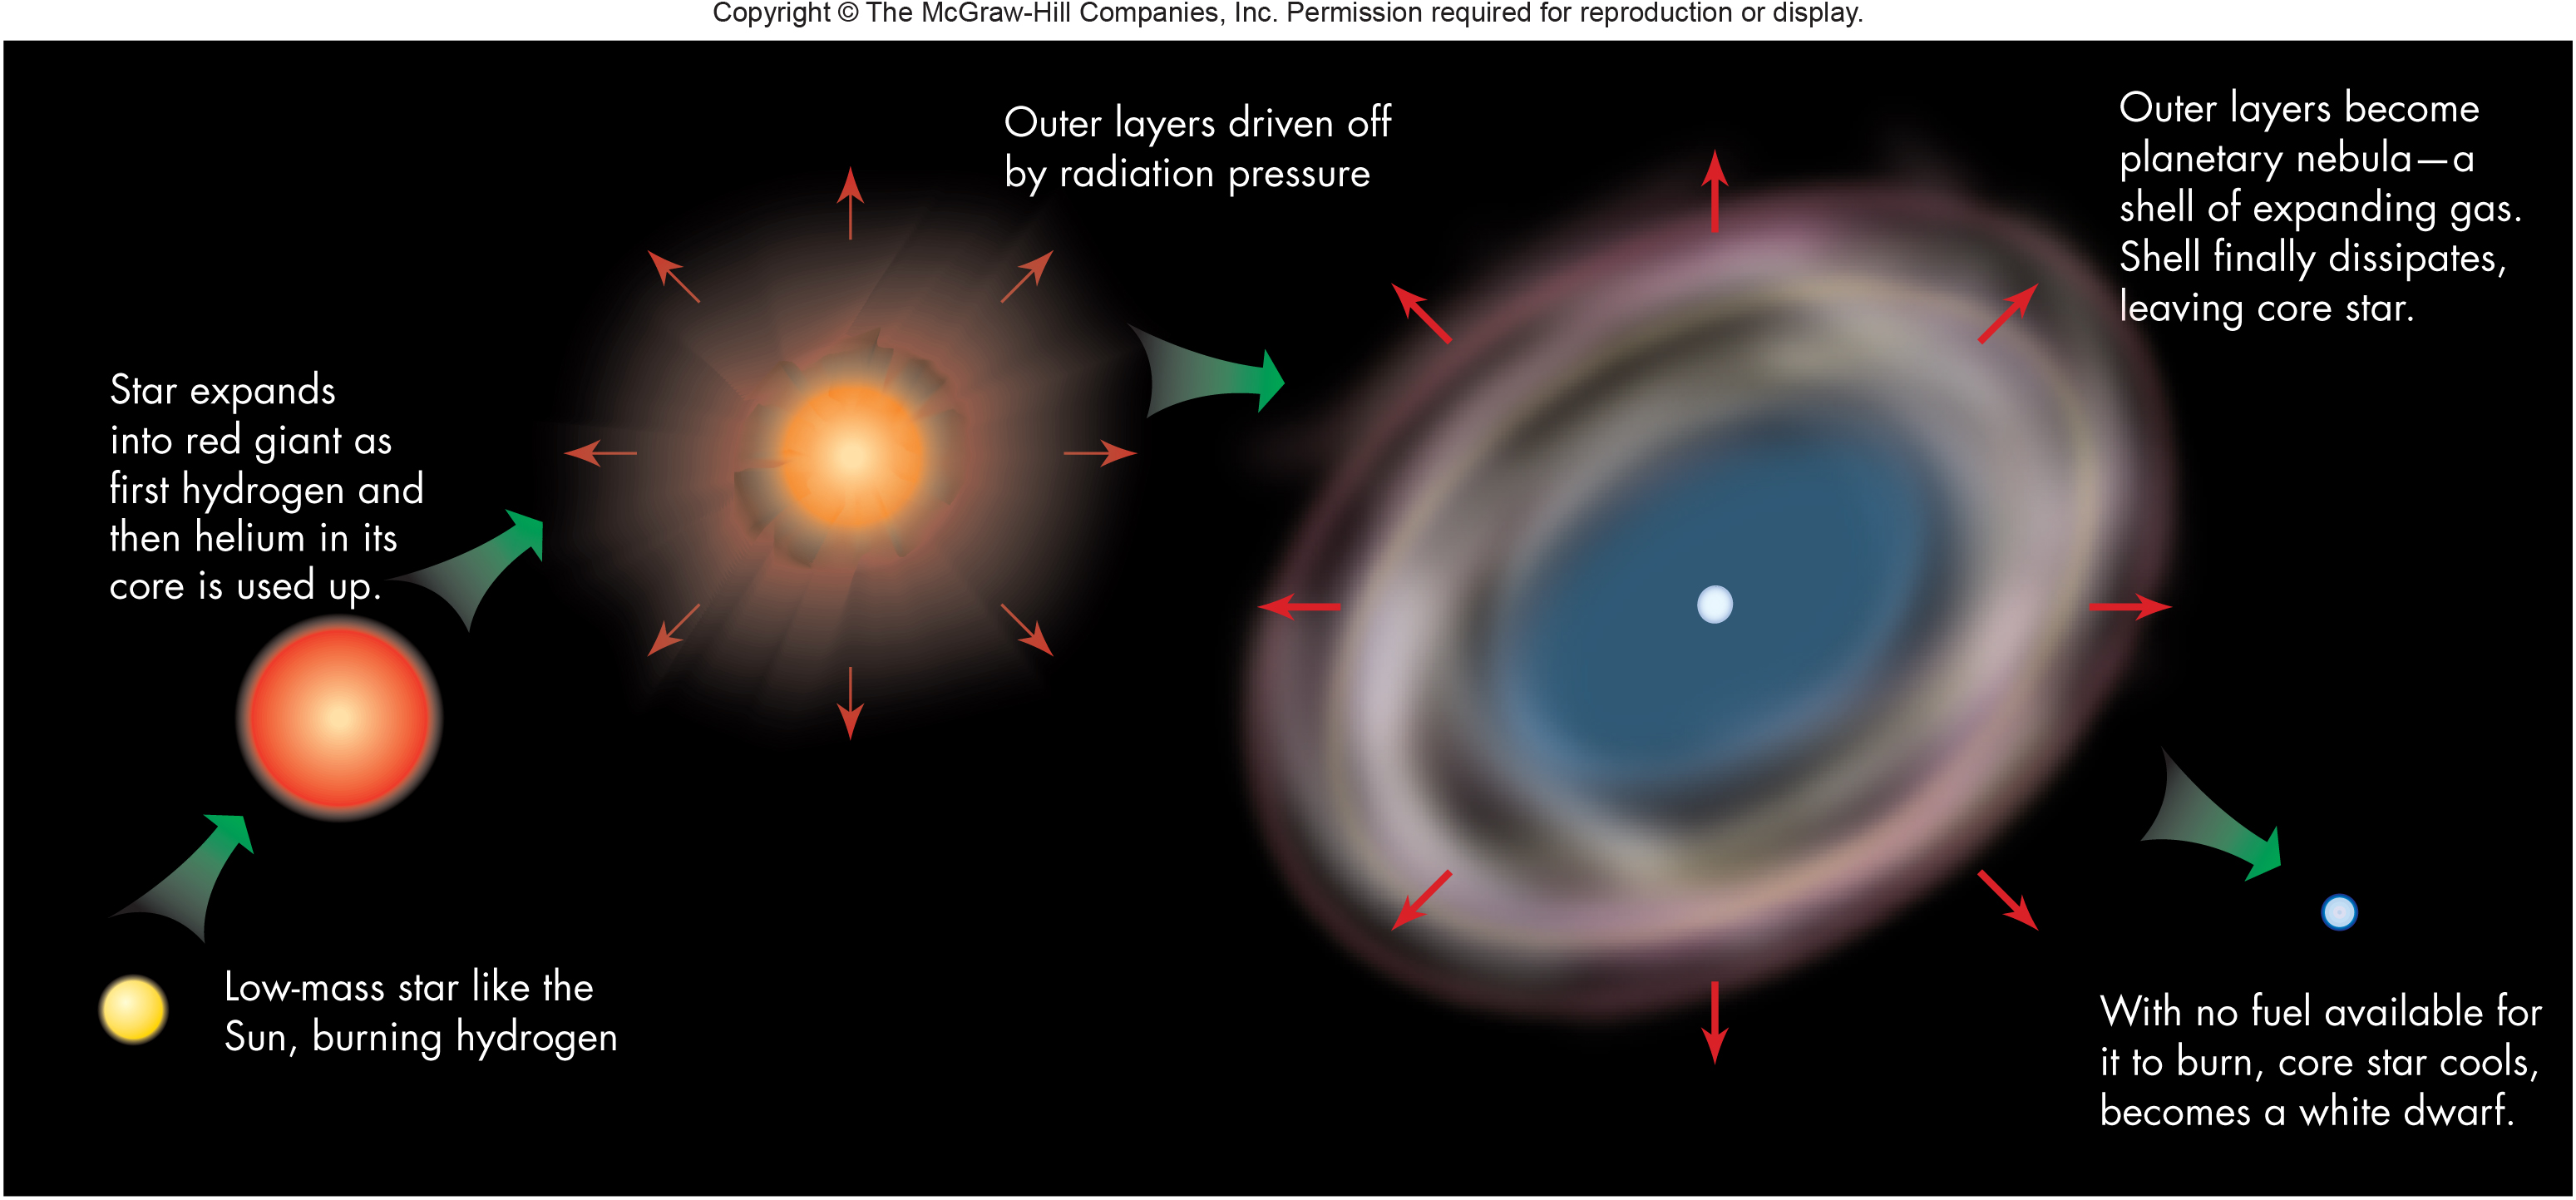 Copyright © The McGraw-Hill Companies, Inc. Permission required for reproduction or display.
Low-mass star like the
Sun, burning hydrogen
Star expands
into red giant as
first hydrogen and
then helium in its
core is used up.
Outer layers driven off
by radiation pressure
Outer layers become
planetary nebula—a
shell of expanding gas.
Shell finally dissipates,
leaving core star.
With no fuel available for
it to burn, core star cools,
becomes a white dwarf.